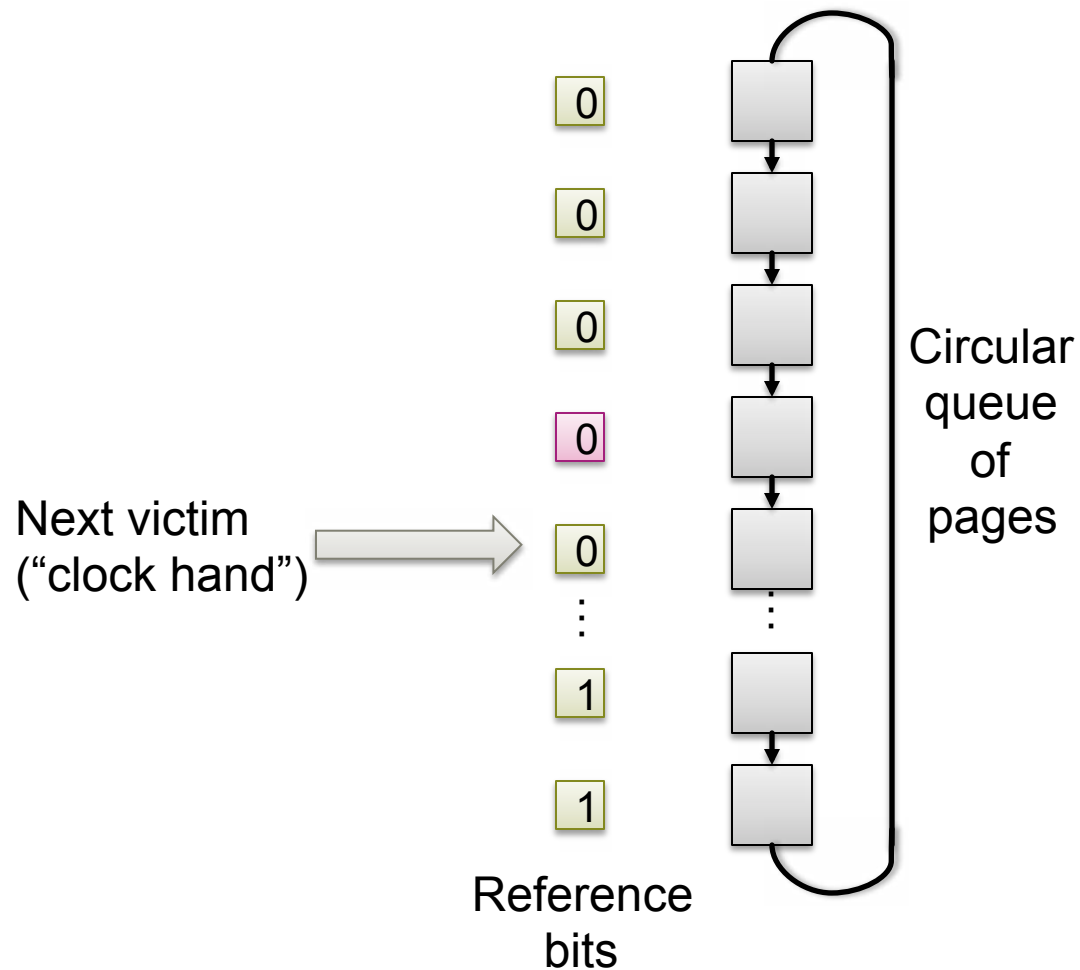 0
0
0
0
Circular
queue
of
pages
Next victim
(“clock hand”)
0
⋮
⋮
1
1
Reference
bits